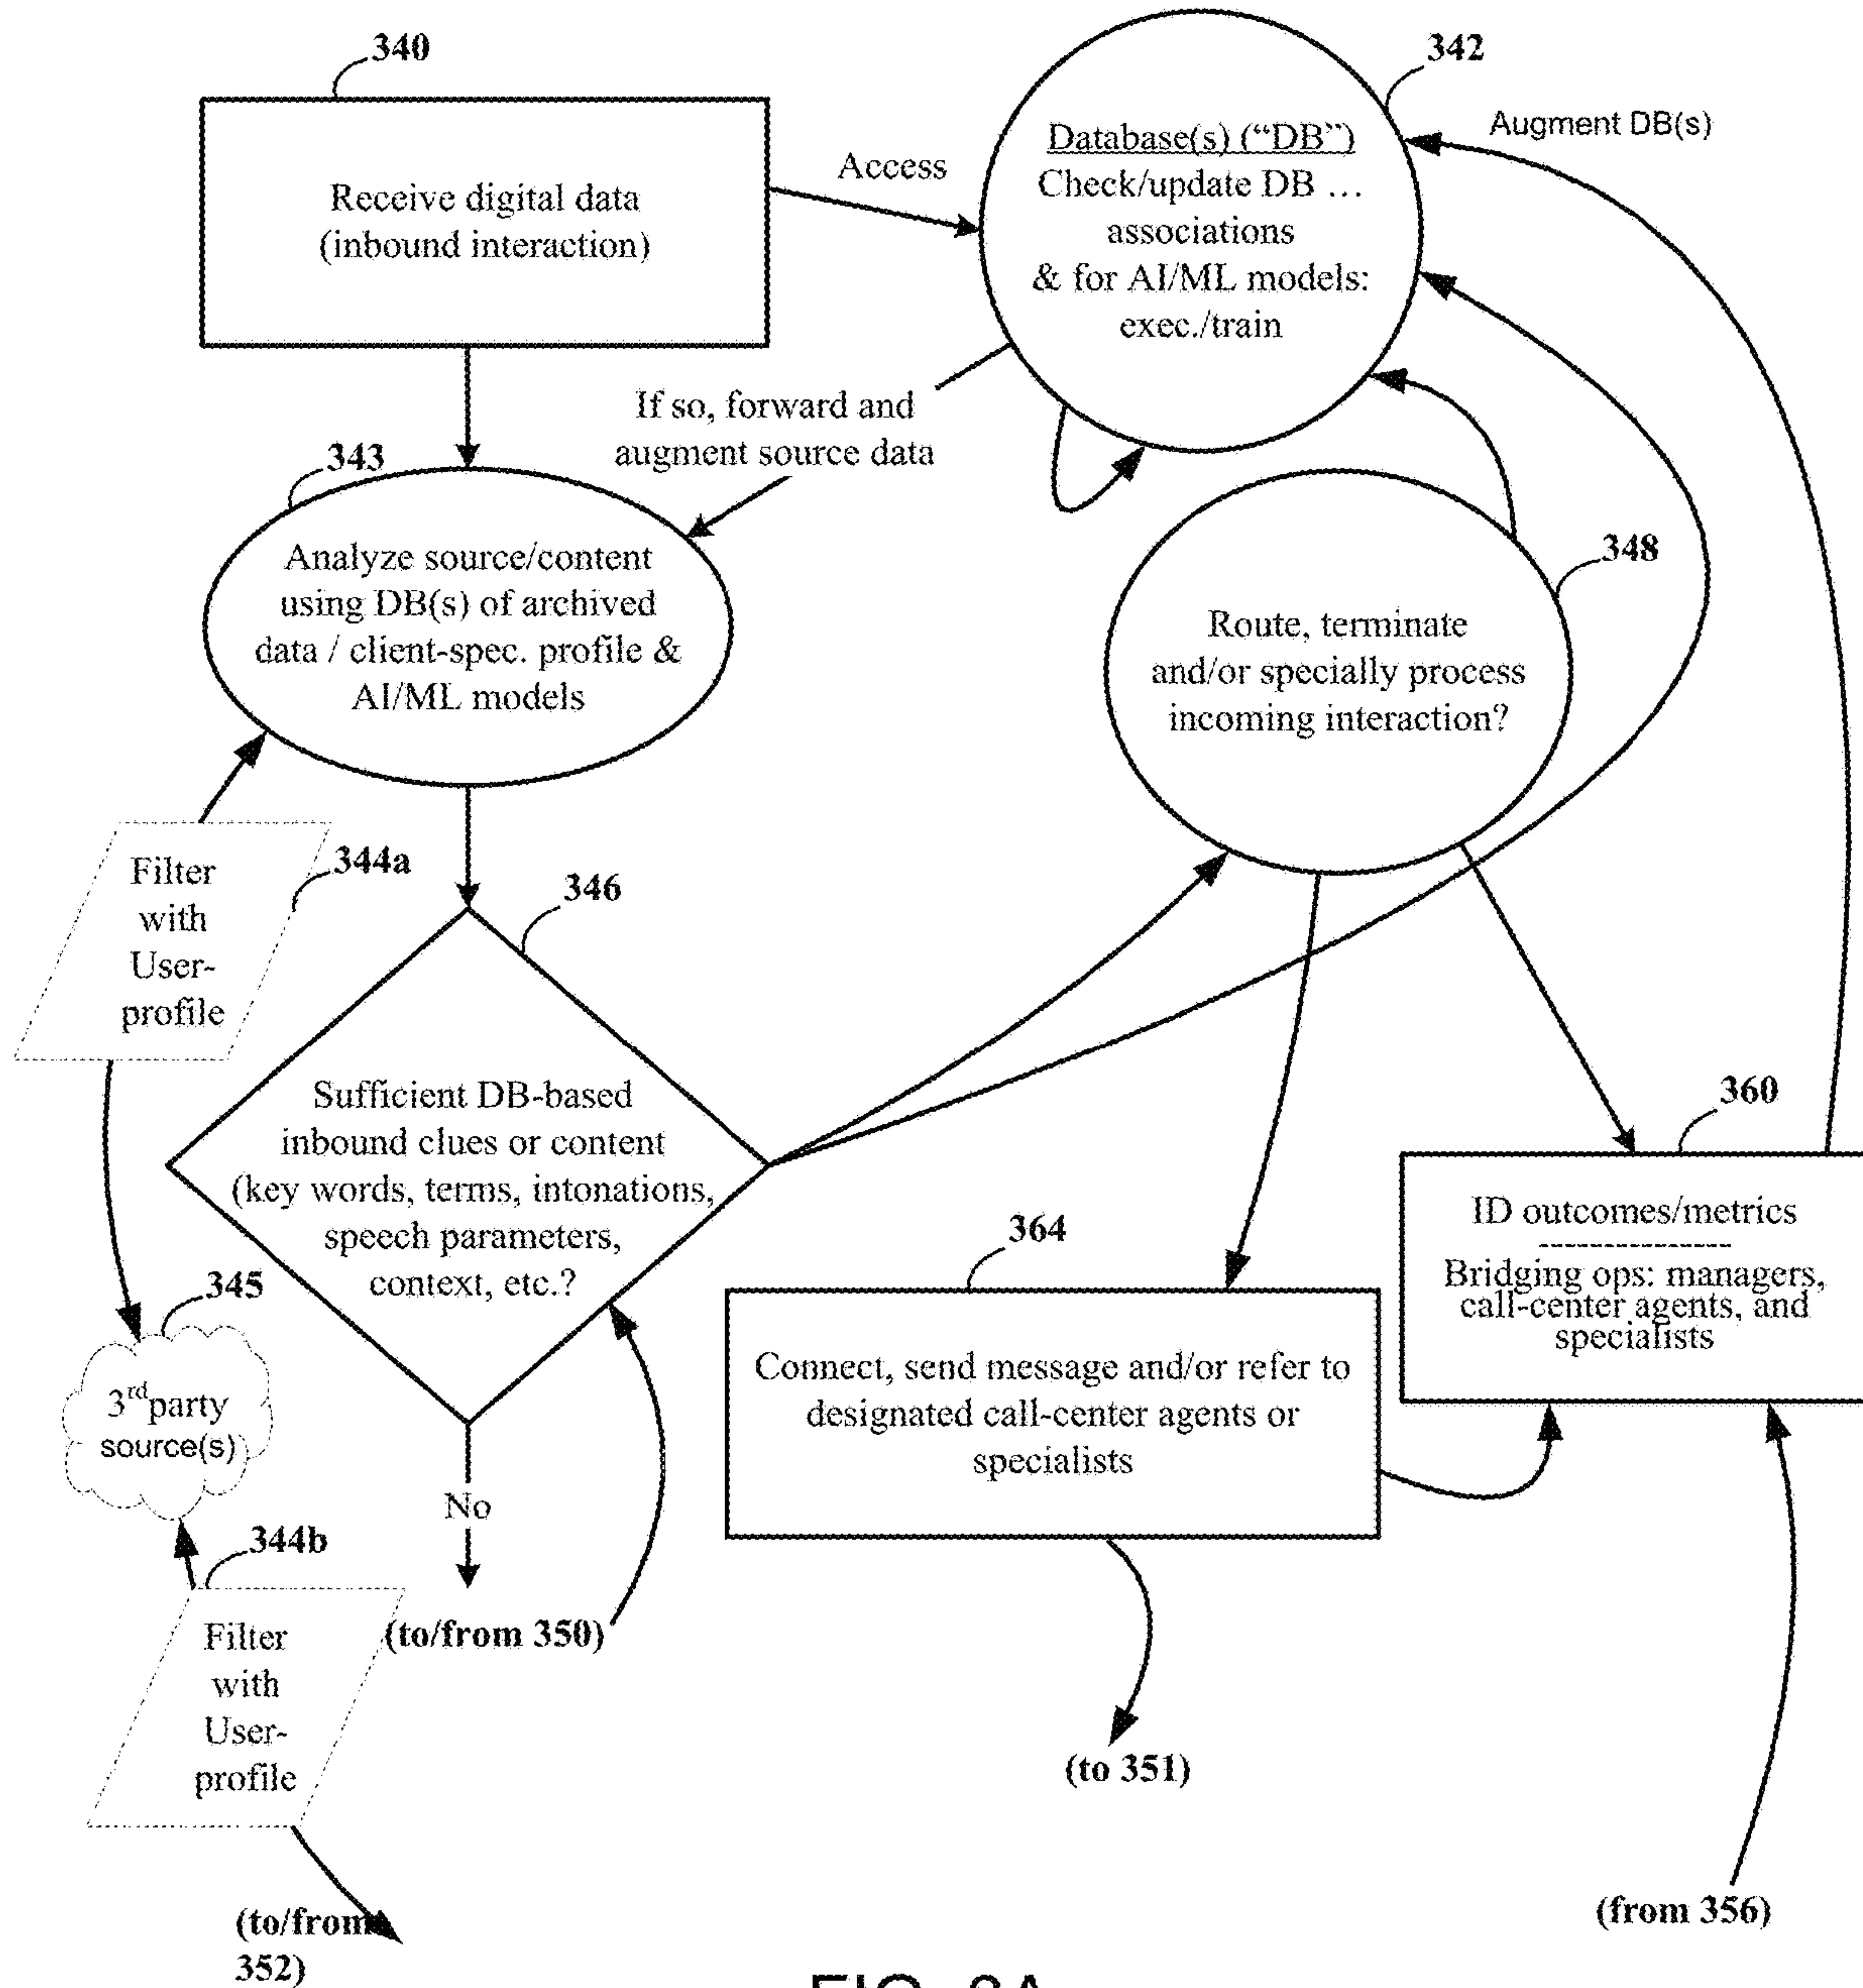 340
Receive digital data
(inbound interaction)
Access
342
Database(s) (“DB”)
Check/update DB …
associations
& for AI/ML models:
exec./train
Augment DB(s)
If so, forward and
augment source data
343
Analyze source/content
using DB(s) of archived
data / client-spec. profile &
AI/ML models
348
Route, terminate
and/or specially process
incoming interaction?
344a
Filter
with
User-
profile
346
Sufficient DB-based
inbound clues or content
(key words, terms, intonations,
speech parameters,
context, etc.?
360
ID outcomes/metrics
Bridging ops: managers,
call-center agents, and
specialists
364
Connect, send message and/or refer to
designated call-center agents or
specialists
345
3rd party
source(s)
No
344b
Filter
with
User-
profile
(to/from 350)
(to 351)
(to/from
352)
(from 356)
FIG. 3A